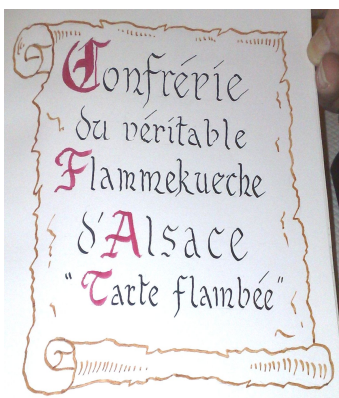 Confrérie
du véritable
Flammekueche
d'Alsace
"Tarte flambée"